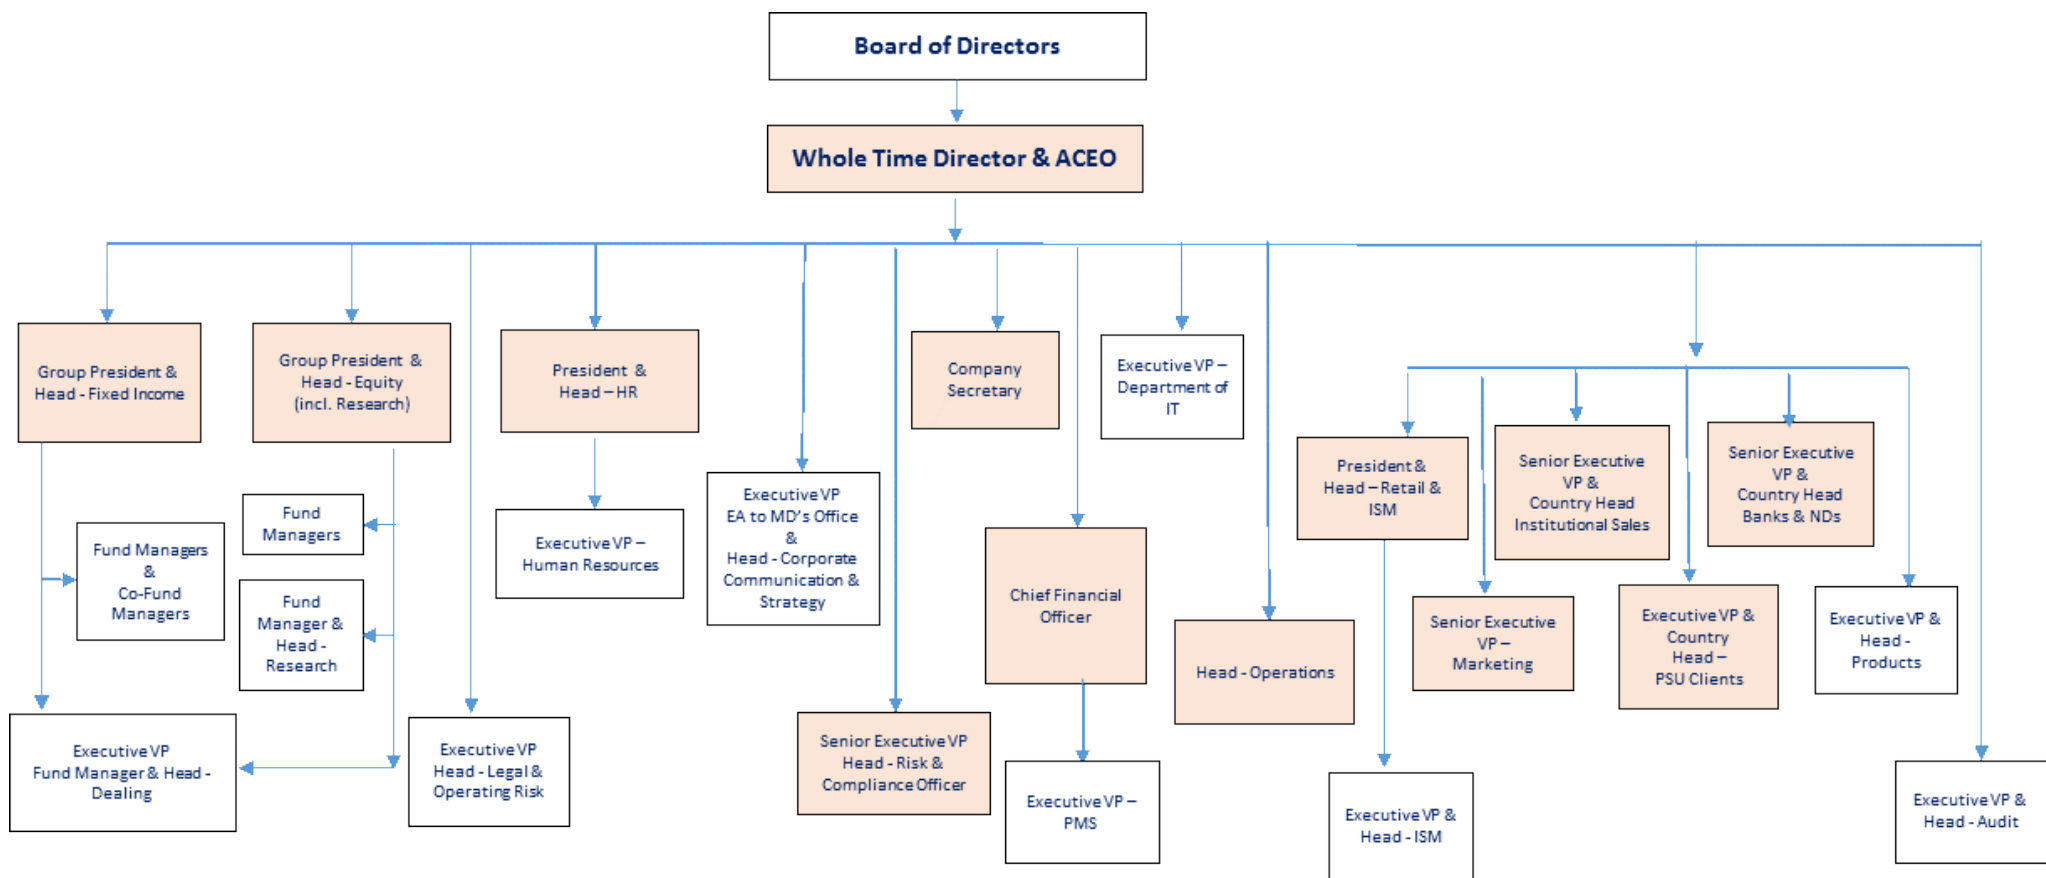 Board of Directors
Whole Time Director & ACEO
Group President &
Head - Fixed Income
Group President &
Head - Equity
(incl. Research)
President &
Head – HR
Company
Secretary
Executive VP –
Department of
IT
President &
Head – Retail &
ISM
Senior Executive
VP &
Country Head
Institutional Sales
Senior Executive
VP &
Country Head
Banks & NDs
Fund Managers
&
Co-Fund
Managers
Fund
Managers
Fund
Manager &
Head -
Research
Executive VP –
Human Resources
Executive VP
EA to MD's Office
&
Head - Corporate
Communication &
Strategy
Chief Financial
Officer
Head - Operations
Senior Executive
VP –
Marketing
Executive VP &
Country
Head –
PSU Clients
Executive VP &
Head -
Products
Executive VP
Fund Manager & Head -
Dealing
Executive VP
Head - Legal &
Operating Risk
Senior Executive VP
Head - Risk &
Compliance Officer
Executive VP –
PMS
Executive VP &
Head - ISM
Executive VP &
Head - Audit